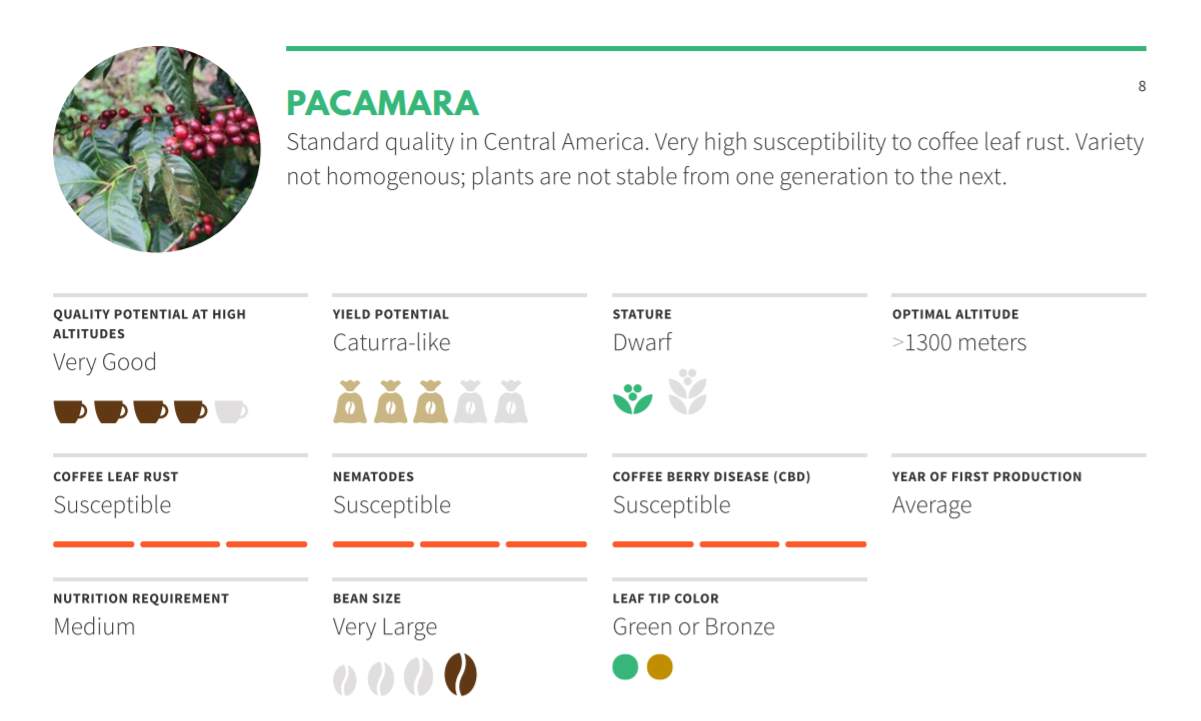 8
PACAMARA
Standard quality in Central America. Very high susceptibility to coffee leaf rust. Variety
not homogenous; plants are not stable from one generation to the next.
QUALITY POTENTIAL AT HIGH
ALTITUDES
Very Good
YIELD POTENTIAL
Caturra-like
STATURE
Dwarf
OPTIMAL ALTITUDE
>1300 meters
COFFEE LEAF RUST
Susceptible
NEMATODES
Susceptible
COFFEE BERRY DISEASE (CBD)
Susceptible
YEAR OF FIRST PRODUCTION
Average
NUTRITION REQUIREMENT
Medium
BEAN SIZE
Very Large
LEAF TIP COLOR
Green or Bronze